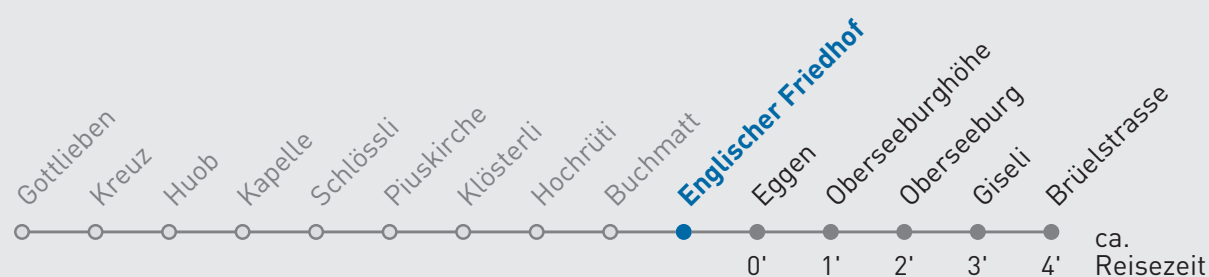 Gottlieben
Kreuz
Huob
Kapelle
Schlössli
Piuskirche
Klösterli
Hochrüti
Buchmatt
Englischer Friedhof
Eggen
Oberseeburghöhe
Oberseeburg
Giseli
Brüelstrasse
0' 1' 2' 3' 4'
ca.
Reisezeit